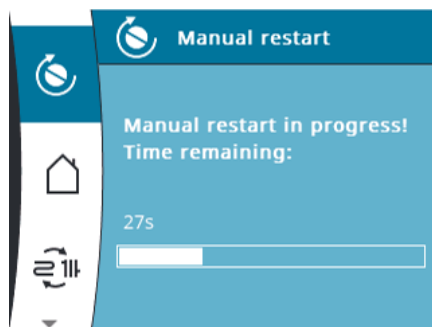 Manual restart
Manual restart in progress!
Time remaining:
27s